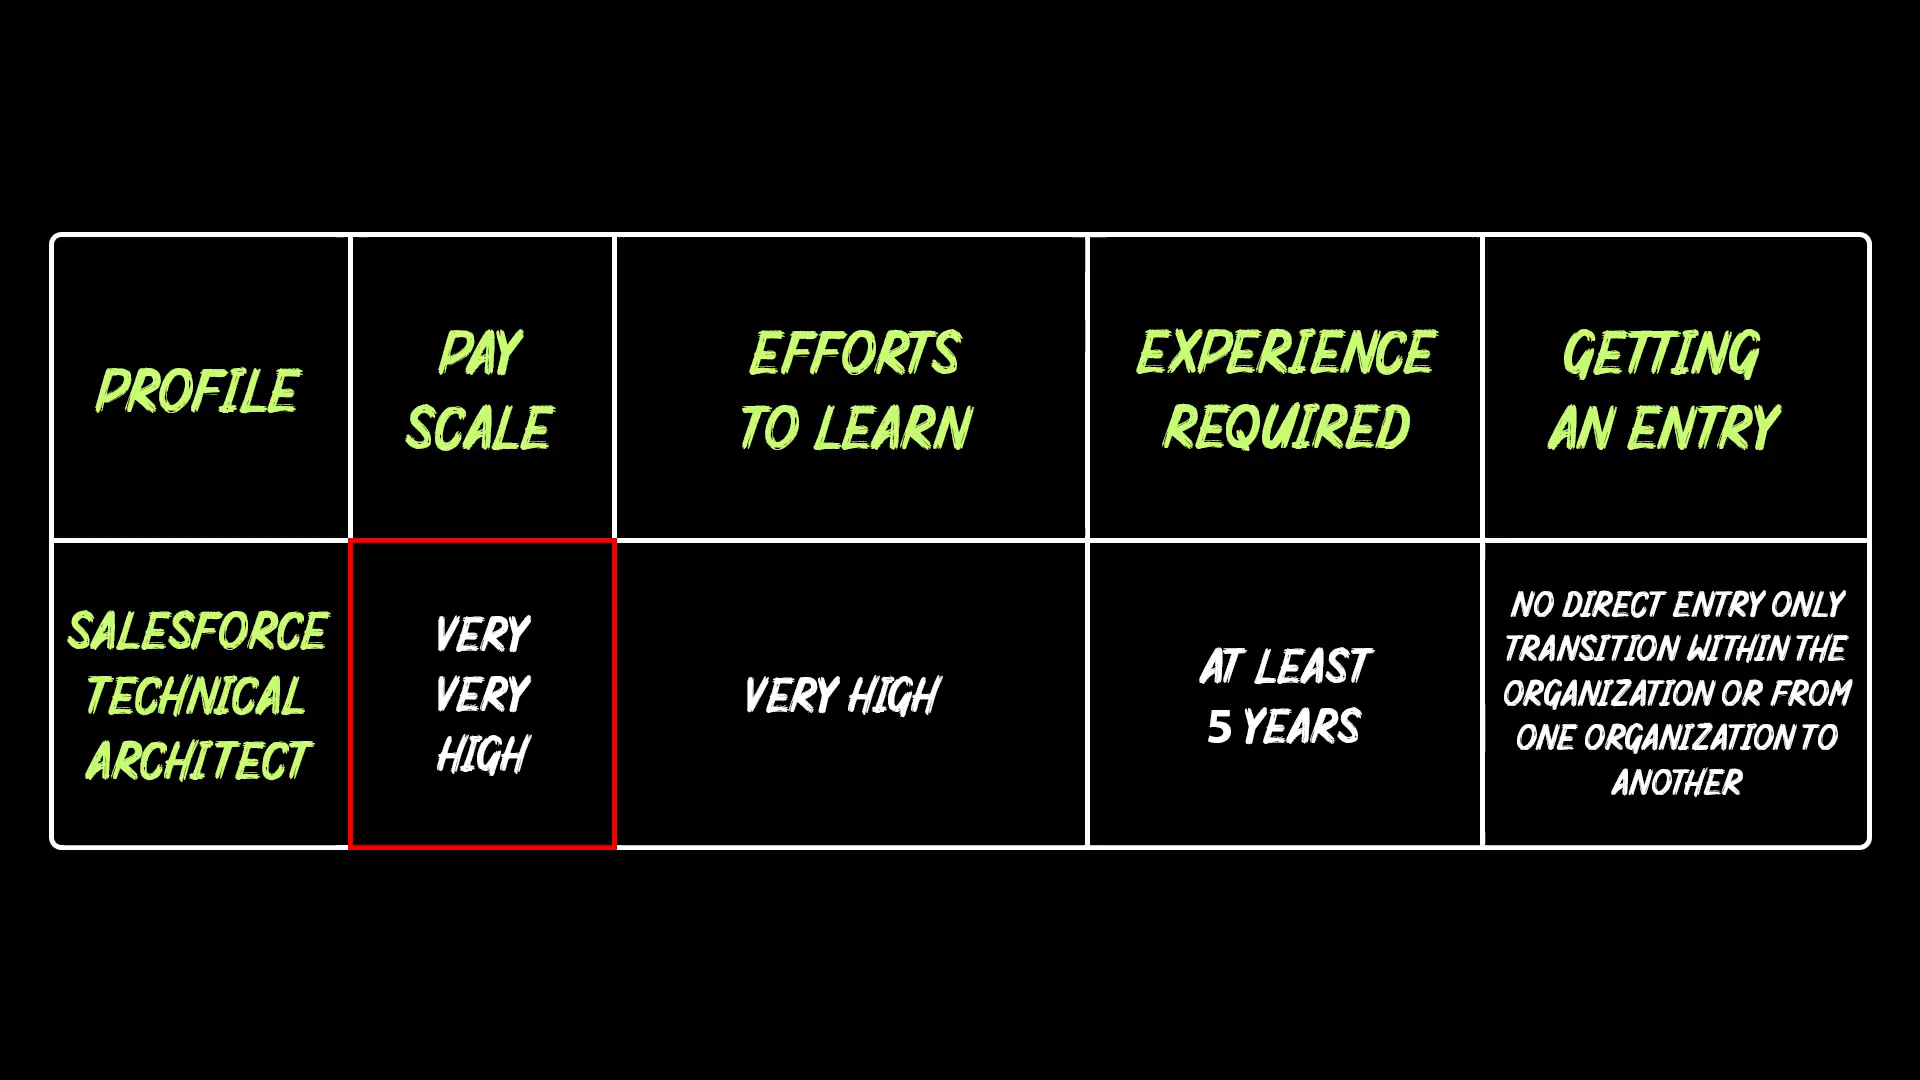 PROFILE
PAY
SCALE
EFFORTS
TO LEARN
EXPERIENCE
REQUIRED
GETTING
AN ENTRY
SALESFORCE
TECHNICAL
ARCHITECT
VERY
VERY
HIGH
VERY HIGH
AT LEAST
5 YEARS
NO DIRECT ENTRY ONLY
TRANSITION WITHIN THE
ORGANIZATION OR FROM
ONE ORGANIZATION TO
ANOTHER